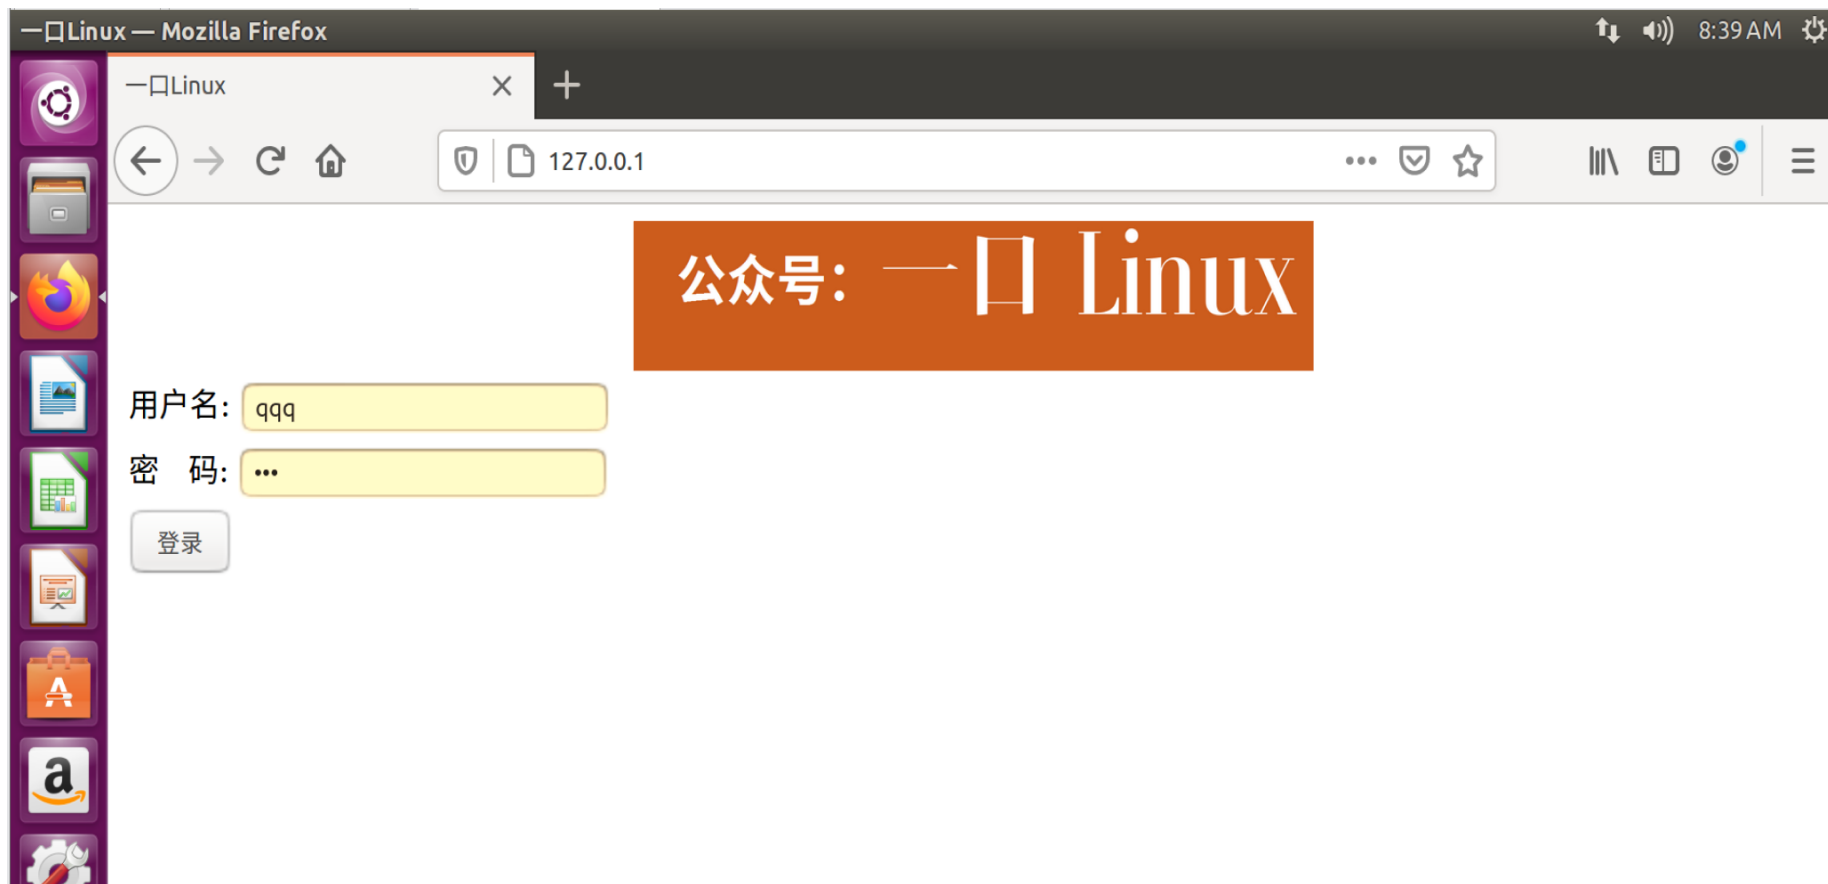 一口Linux — Mozilla Firefox
8:39 AM
一口Linux
127.0.0.1
公众号：一口 Linux
用户名: qqq
密 码: •••
登录